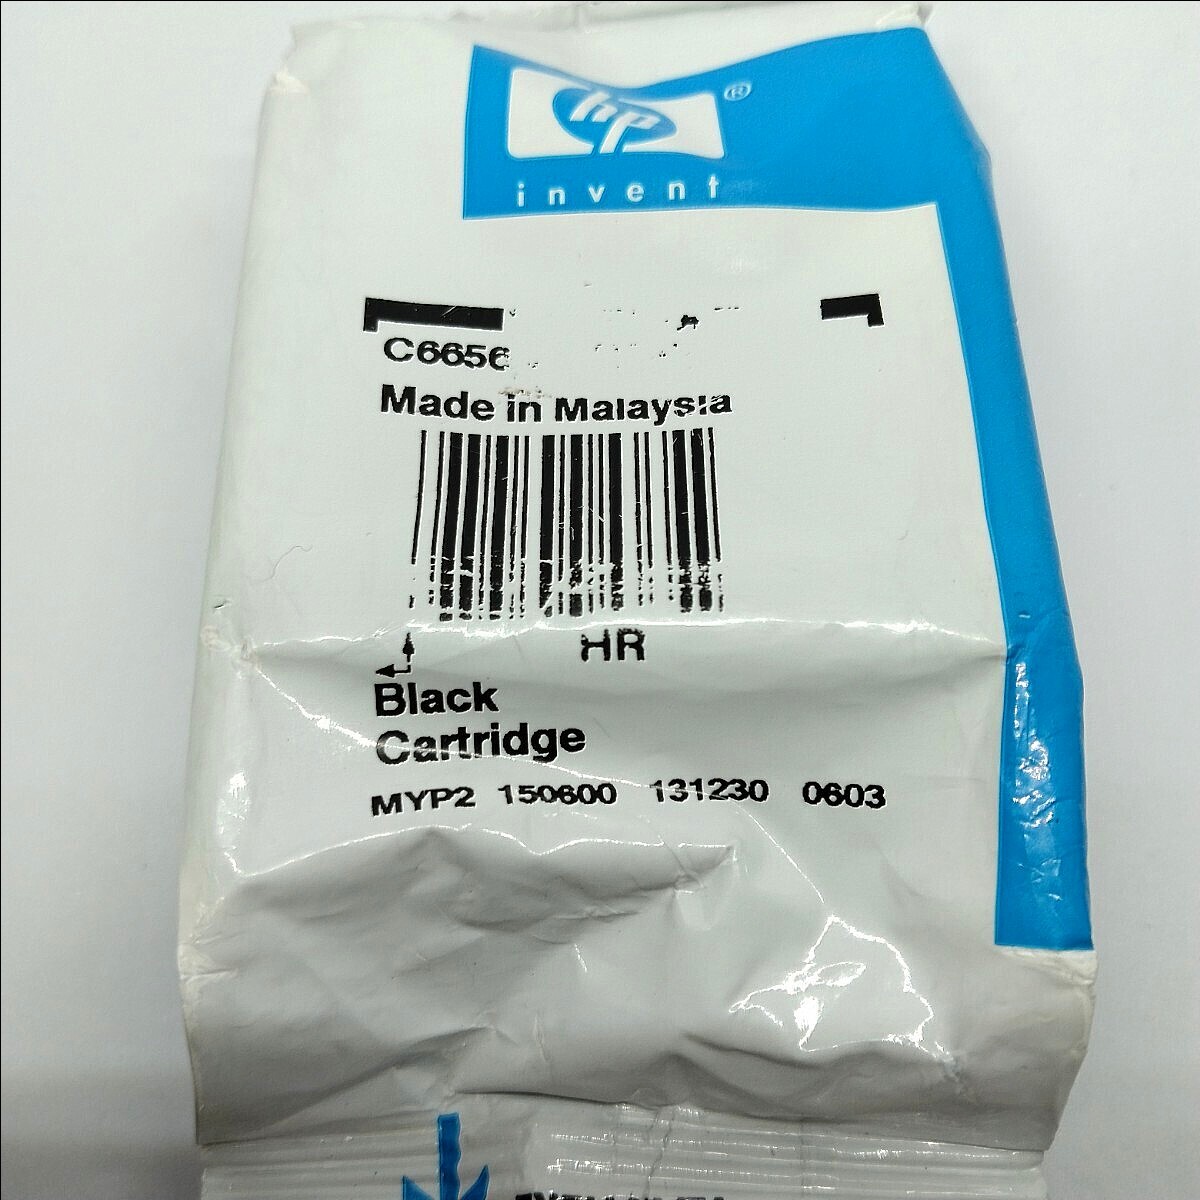 hp ®
invent
C6656
Made in Malaysia
HR
Black
Cartridge
MYP2 150600 131230 0603